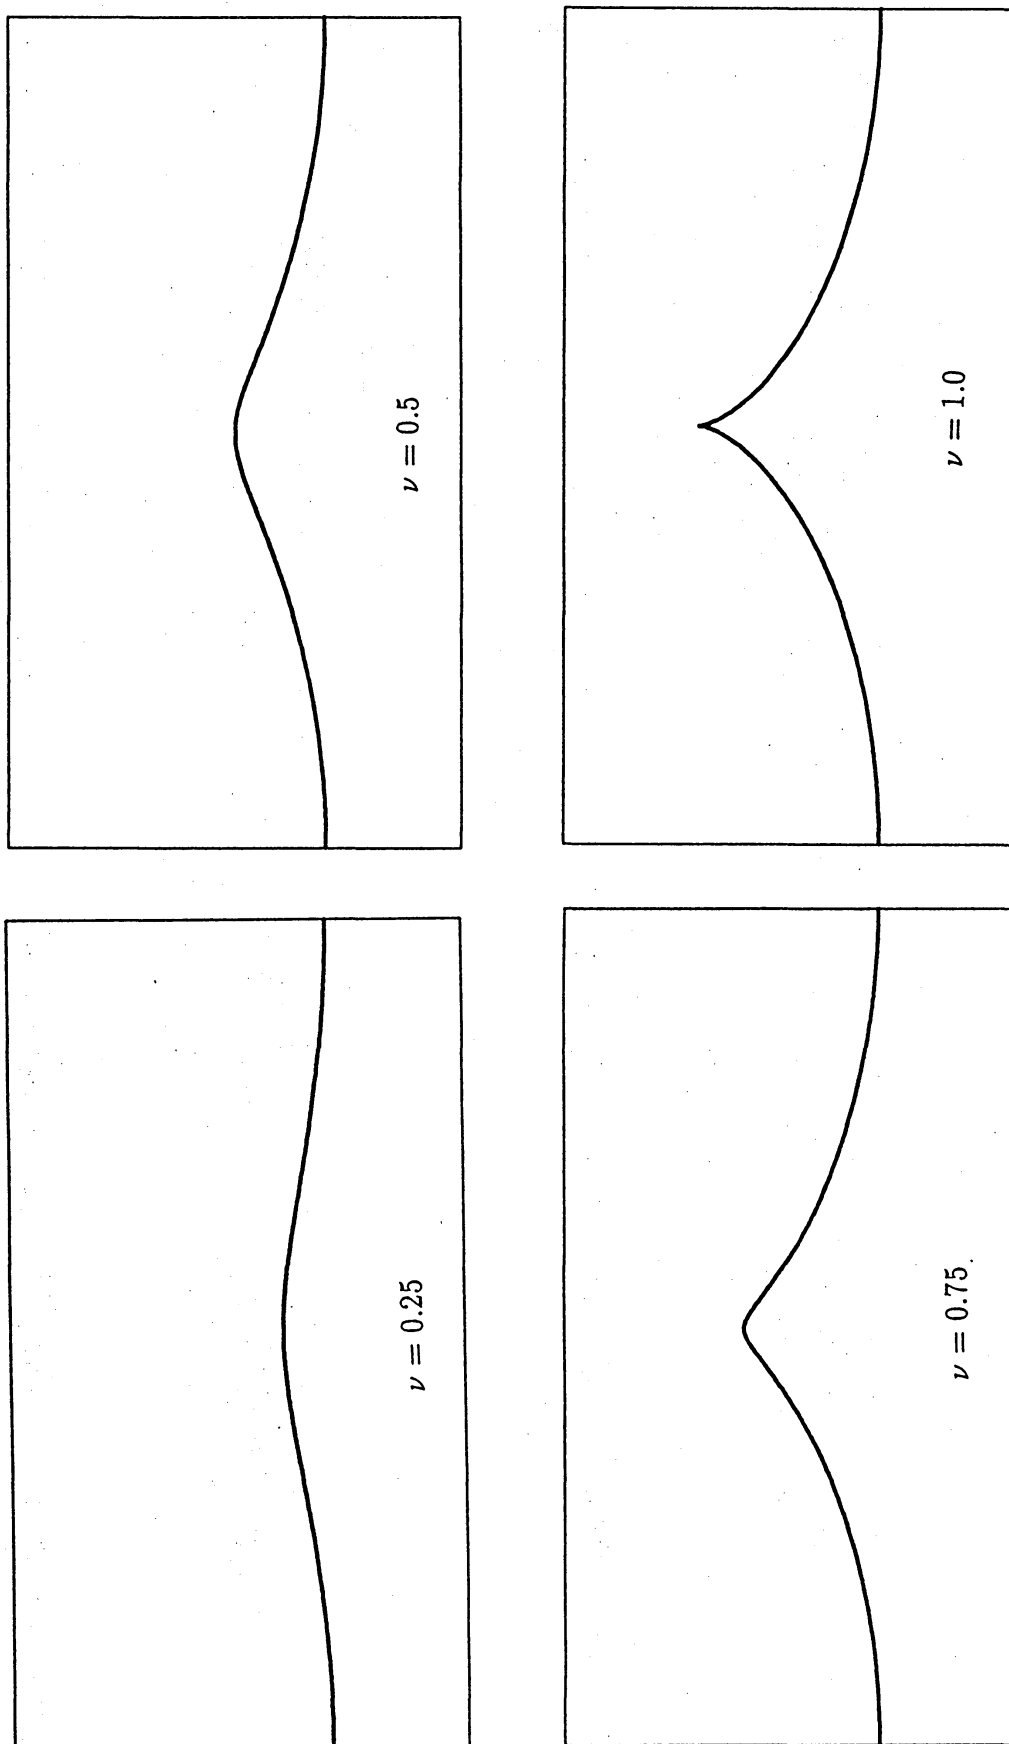 ν = 0.25
ν = 0.5
ν = 0.75
ν = 1.0